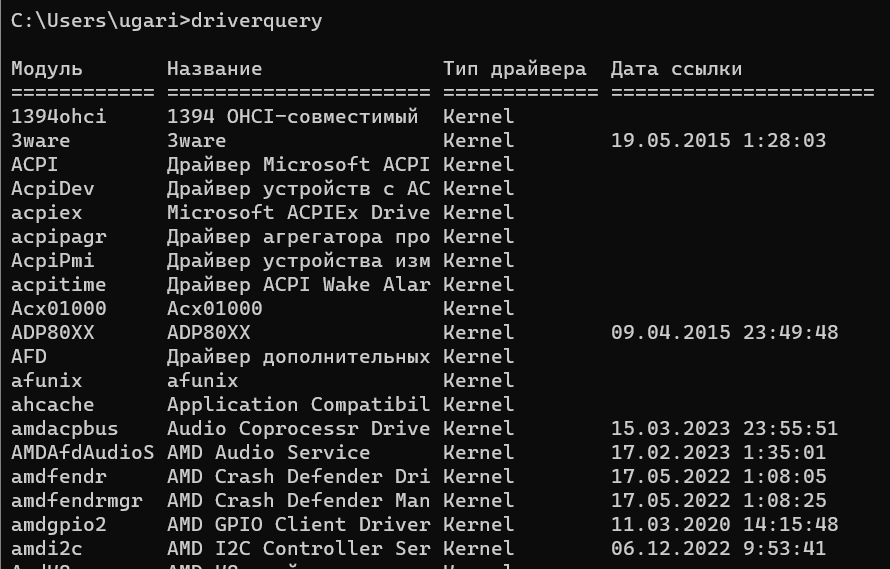 C:\Users\ugari>driverquery
Модуль Название Тип драйвера Дата ссылки
============ ====================== ============= ======================
1394ohci 1394 OHCI-совместимый Kernel
3ware 3ware Kernel 19.05.2015 1:28:03
ACPI Драйвер Microsoft ACPI Kernel
AcpiDev Драйвер устройств с AC Kernel
acpiex Microsoft ACPIEx Drive Kernel
acpipagr Драйвер агрегатора про Kernel
AcpiPmi Драйвер устройства изм Kernel
acpitime Драйвер ACPI Wake Alar Kernel
Acx01000 Acx01000 Kernel
ADP80XX ADP80XX Kernel 09.04.2015 23:49:48
AFD Драйвер дополнительных Kernel
afunix afunix Kernel
ahcache Application Compatibil Kernel
amdacpbus Audio Coprocessr Drive Kernel 15.03.2023 23:55:51
AMDAfdAudioS AMD Audio Service Kernel 17.02.2023 1:35:01
amdfendr AMD Crash Defender Dri Kernel 17.05.2022 1:08:05
amdfendrmgr AMD Crash Defender Man Kernel 17.05.2022 1:08:25
amdgpio2 AMD GPIO Client Driver Kernel 11.03.2020 14:15:48
amdi2c AMD I2C Controller Ser Kernel 06.12.2022 9:53:41